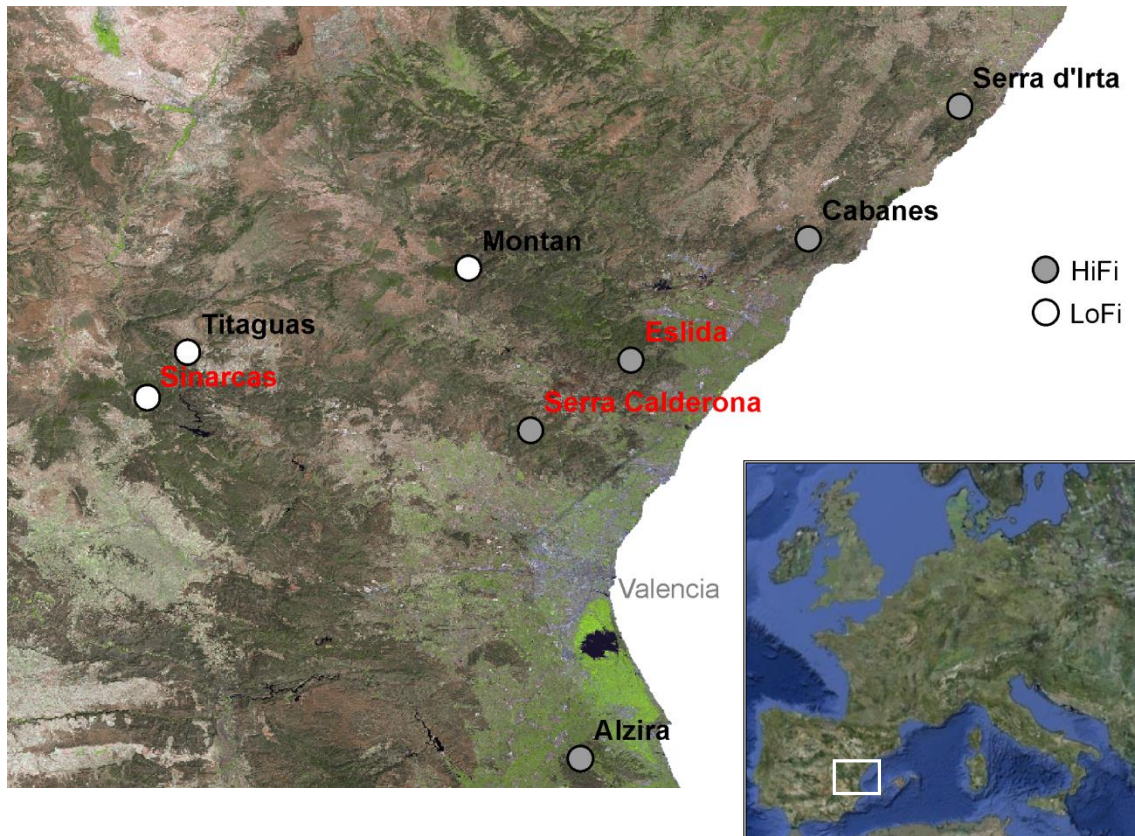 Serra d'Irta
Cabanes
Montan
HiFi
LoFi
Titaguas
Eslida
Sinarcas
Serra Calderona
Valencia
Alzira